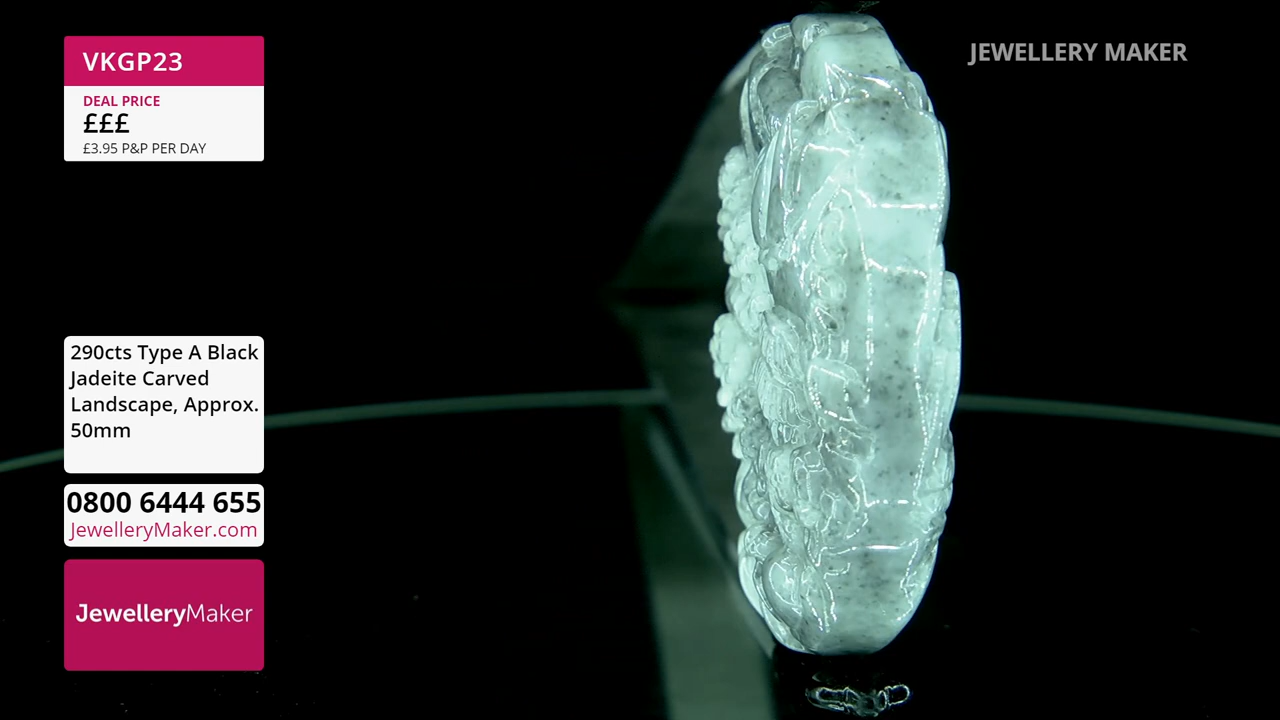 VKGP23
DEAL PRICE
£££
£3.95 P&P PER DAY
290cts Type A Black
Jadeite Carved
Landscape, Approx.
50mm
0800 6444 655
JewelleryMaker.com
JewelleryMaker
JEWELLERY MAKER